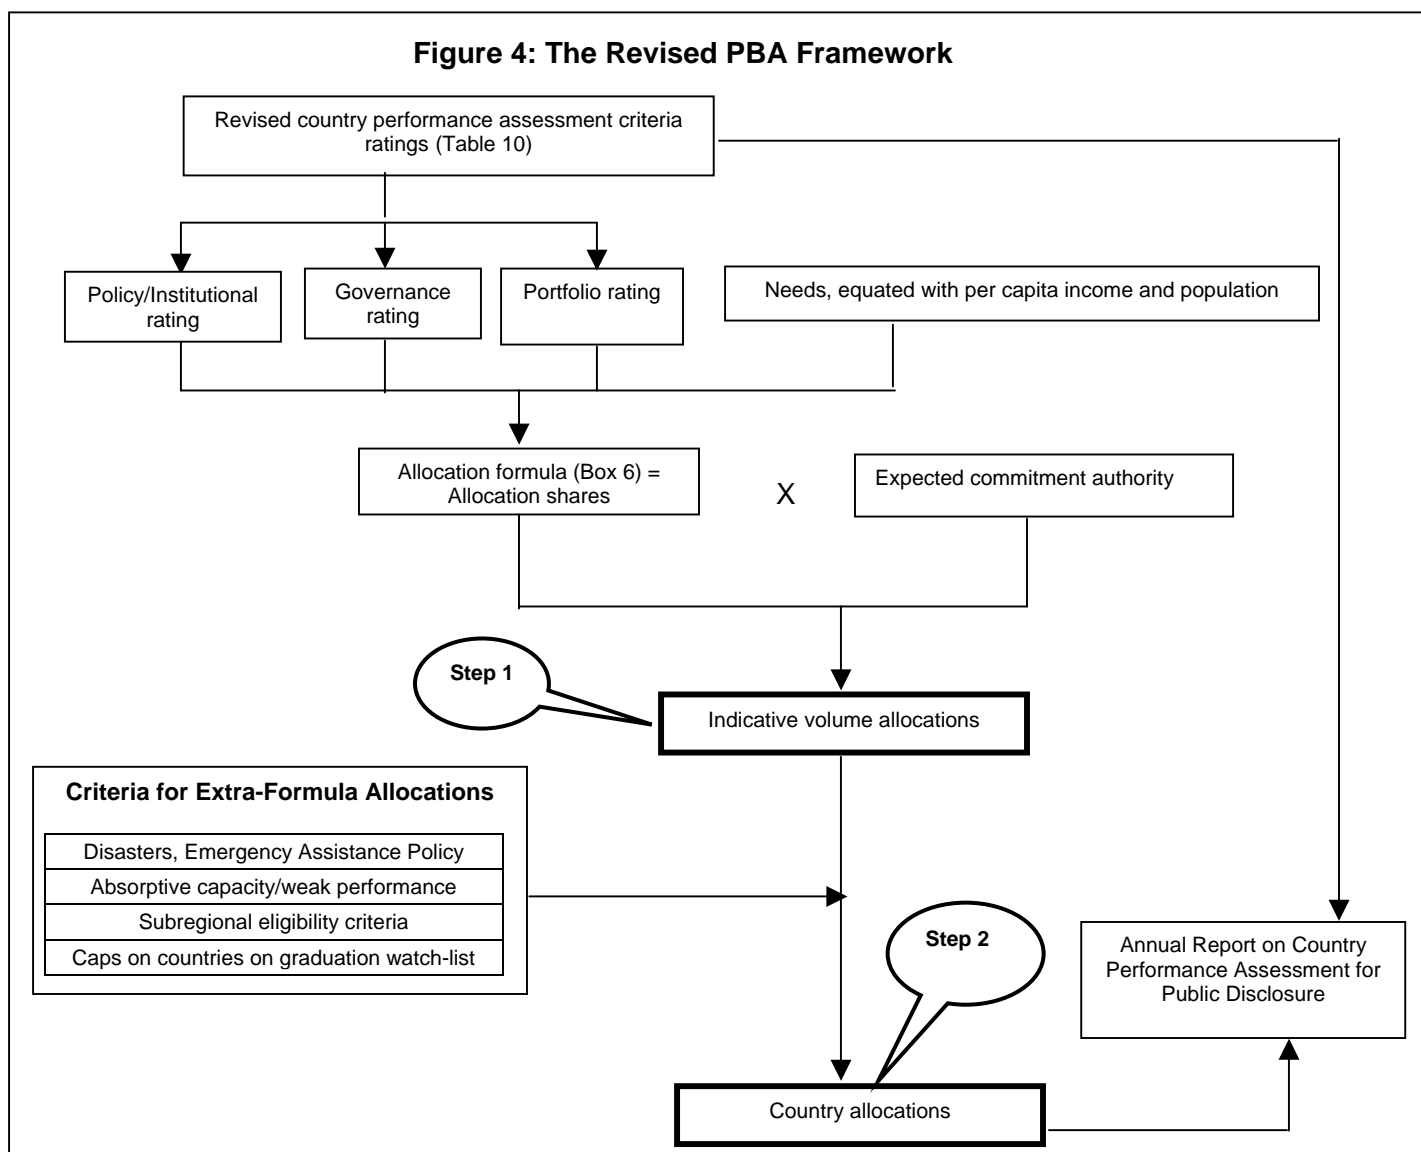 Figure 4: The Revised PBA Framework
Revised country performance assessment criteria
ratings (Table 10)
Policy/Institutional
rating
Governance
rating
Portfolio rating
Needs, equated with per capita income and population
Allocation formula (Box 6) =
Allocation shares
X
Expected commitment authority
Step 1
Indicative volume allocations
Criteria for Extra-Formula Allocations
Disasters, Emergency Assistance Policy
Absorptive capacity/weak performance
Subregional eligibility criteria
Caps on countries on graduation watch-list
Step 2
Annual Report on Country
Performance Assessment for
Public Disclosure
Country allocations